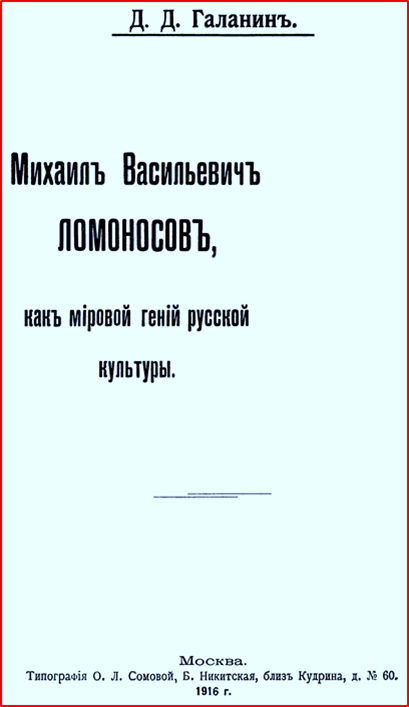 Д. Д. Галанинъ.
Михаилъ Васильевичъ
ЛОМОНОСОВЪ,
какъ міровой геній русской
культуры.
Москва.
Типографія О. Л. Сомовой, Б. Никитская, близъ Кудрина, д. № 60.
1916 г.